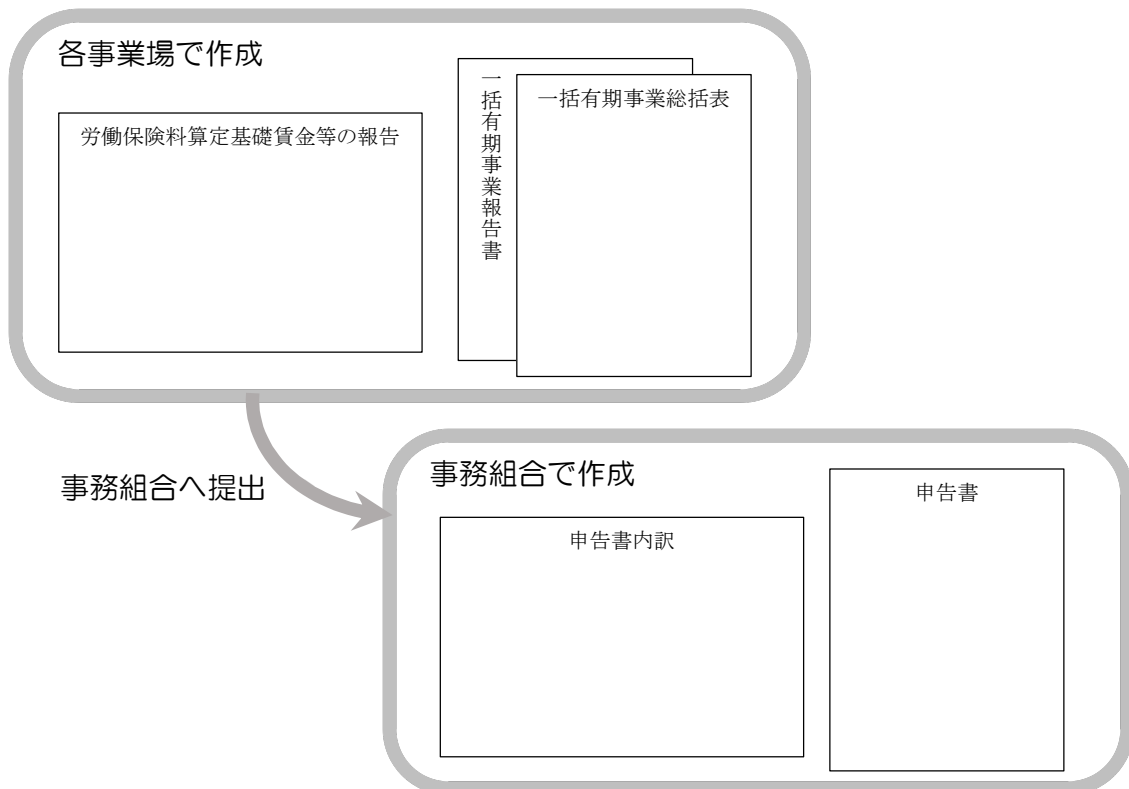 各事業場で作成
労働保険料算定基礎賃金等の報告
一括有期事業報告書
一括有期事業総括表
事務組合へ提出
事務組合で作成
申告書内訳
申告書